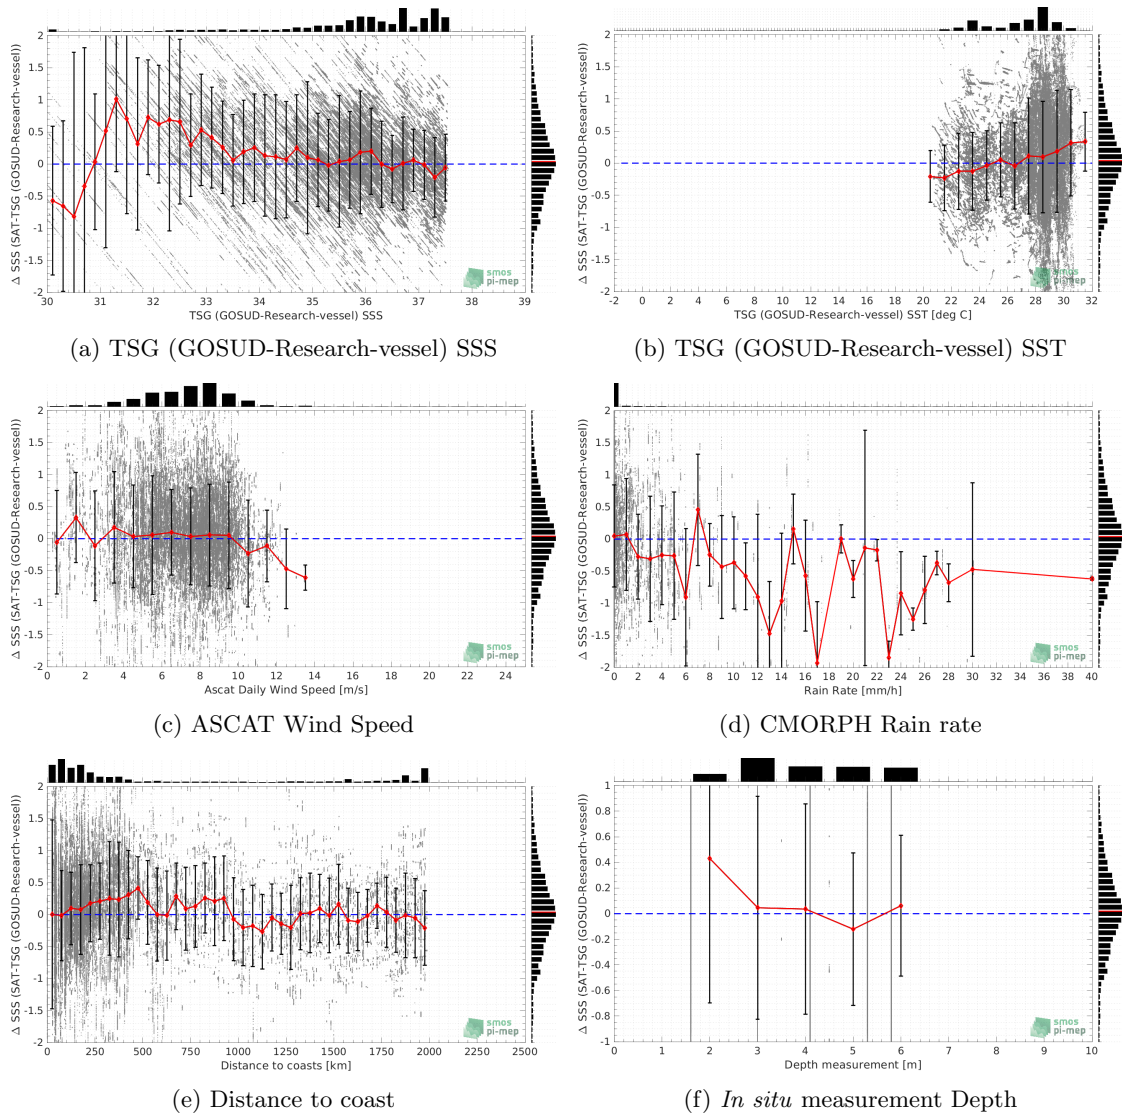 Δ SSS (SAT-TSG (GOSUD-Research-vessel))
2
1.5
1
0.5
0
-0.5
-1
-1.5
-2
30 31 32 33 34 35 36 37 38 39
TSG (GOSUD-Research-vessel) SSS
smos
pi-mep
(a) TSG (GOSUD-Research-vessel) SSS
Δ SSS (SAT-TSG (GOSUD-Research-vessel))
2
1.5
1
0.5
0
-0.5
-1
-1.5
-2
-2 0 2 4 6 8 10 12 14 16 18 20 22 24 26 28 30 32
TSG (GOSUD-Research-vessel) SST [deg C]
smos
pi-mep
(b) TSG (GOSUD-Research-vessel) SST
Δ SSS (SAT-TSG (GOSUD-Research-vessel))
2
1.5
1
0.5
0
-0.5
-1
-1.5
-2
0 2 4 6 8 10 12 14 16 18 20 22 24
Ascat Daily Wind Speed [m/s]
smos
pi-mep
(c) ASCAT Wind Speed
Δ SSS (SAT-TSG (GOSUD-Research-vessel))
2
1.5
1
0.5
0
-0.5
-1
-1.5
-2
0 2 4 6 8 10 12 14 16 18 20 22 24 26 28 30 32 34 36 38 40
Rain Rate [mm/h]
smos
pi-mep
(d) CMORPH Rain rate
Δ SSS (SAT-TSG (GOSUD-Research-vessel))
2
1.5
1
0.5
0
-0.5
-1
-1.5
-2
0 250 500 750 1000 1250 1500 1750 2000 2250 2500
Distance to coasts [km]
smos
pi-mep
(e) Distance to coast
Δ SSS (SAT-TSG (GOSUD-Research-vessel))
1
0.8
0.6
0.4
0.2
0
-0.2
-0.4
-0.6
-0.8
-1
0 1 2 3 4 5 6 7 8 9 10
Depth measurement [m]
smos
pi-mep
(f) In situ measurement Depth